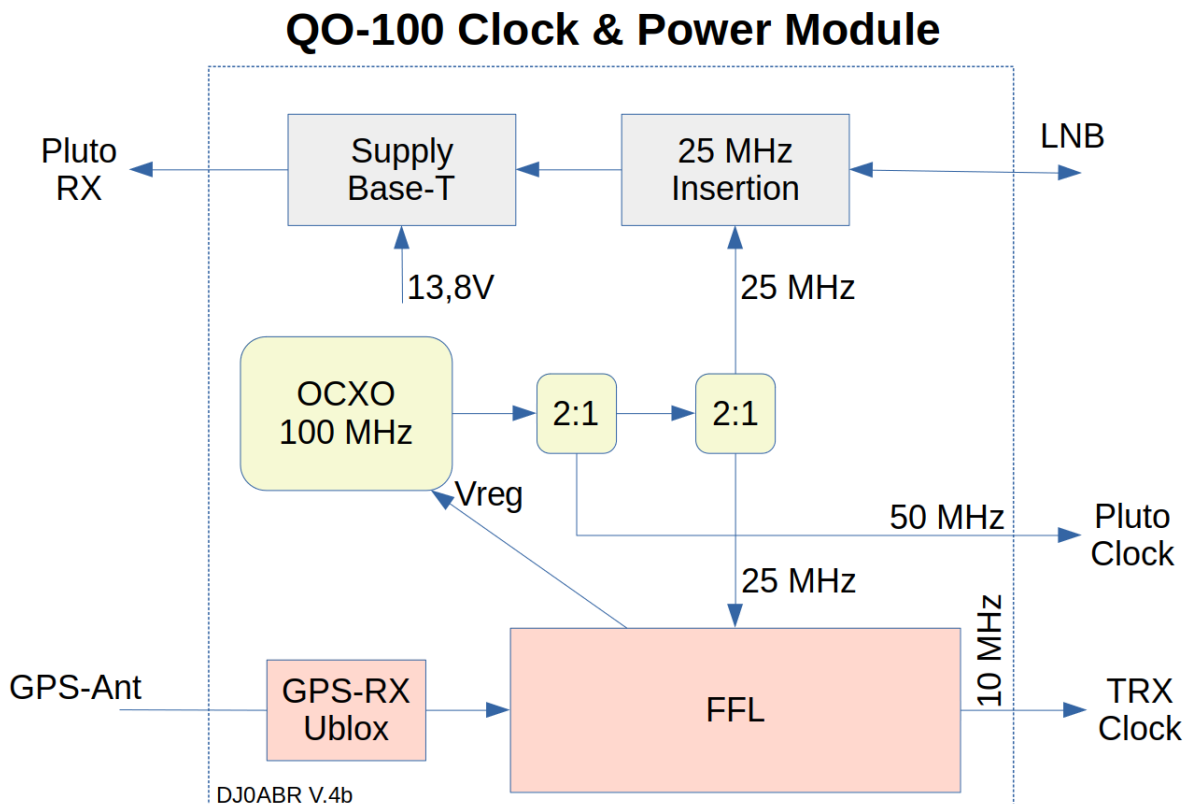 QO-100 Clock & Power Module
Pluto
RX
Supply
Base-T
25 MHz
Insertion
LNB
13,8V
25 MHz
OCXO
100 MHz
2:1
2:1
Vreg
50 MHz
Pluto
Clock
25 MHz
10 MHz
GPS-Ant
GPS-RX
Ublox
FFL
TRX
Clock
DJ0ABR V.4b